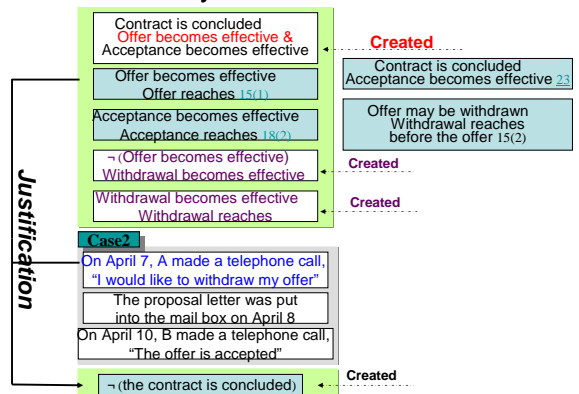 Contract is concluded
Offer becomes effective &
Acceptance becomes effective
Created
Contract is concluded
Acceptance becomes effective 23
Offer becomes effective
Offer reaches 15(1)
Acceptance becomes effective
Acceptance reaches 18(2)
Offer may be withdrawn
Withdrawal reaches
before the offer 15(2)
¬ (Offer becomes effective)
Withdrawal becomes effective
Created
Withdrawal becomes effective
Withdrawal reaches
Created
Justification
Case2
On April 7, A made a telephone call,
“I would like to withdraw my offer”
The proposal letter was put
into the mail box on April 8
On April 10, B made a telephone call,
“The offer is accepted”
¬ (the contract is concluded)
Created